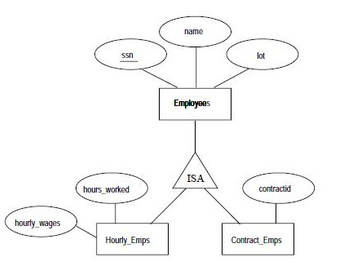 name
ssn
lot
Employees
ISA
hours_worked
contractid
hourly_wages
Hourly_Emps
Contract_Emps